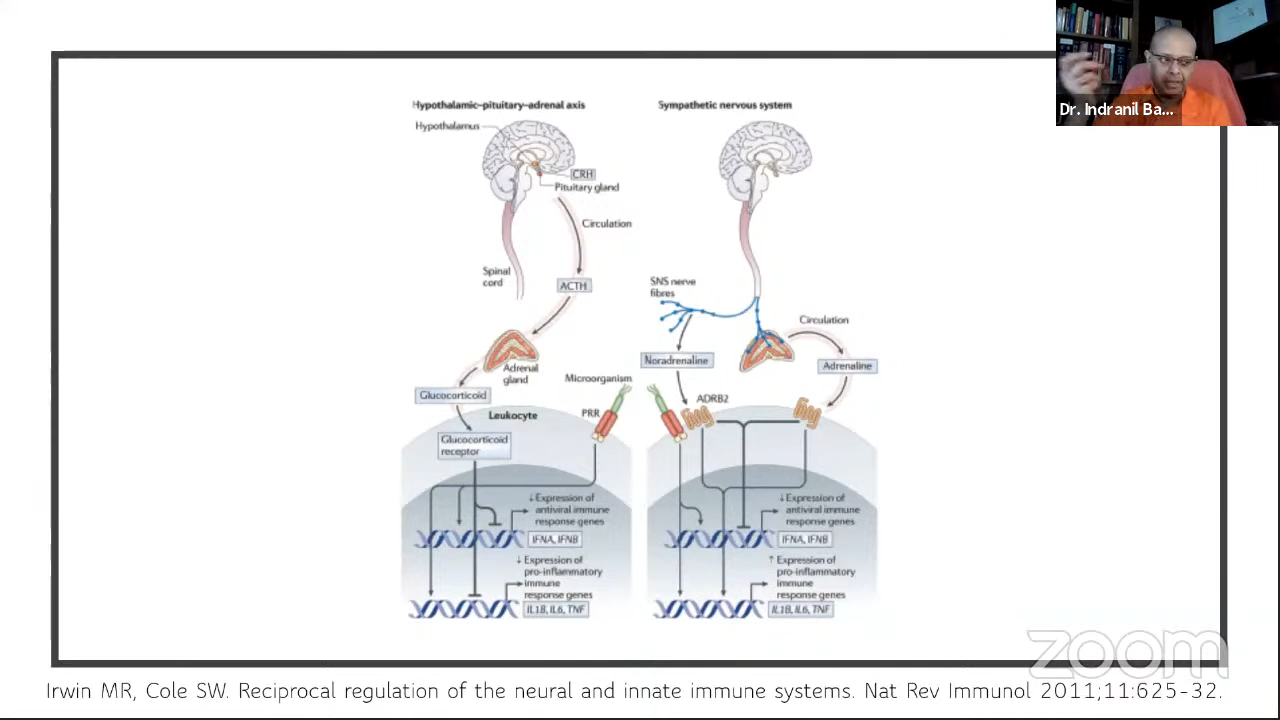 Dr. Indranil Ba...
Hypothalamic–pituitary–adrenal axis
Hypothalamus
CRH
Pituitary gland
Circulation
Spinal
cord
ACTH
Adrenal
gland
Glucocorticoid
Microorganism
Leukocyte
PRR
Glucocorticoid
receptor
↓ Expression of
antiviral immune
response genes
IFNA, IFNB
↓ Expression of
pro-inflammatory
immune
response genes
IL1B, IL6, TNF
Sympathetic nervous system
SNS nerve
fibres
Circulation
Noradrenaline
Adrenaline
ADRB2
↓ Expression of
antiviral immune
response genes
IFNA, IFNB
↑ Expression of
pro-inflammatory
immune
response genes
IL1B, IL6, TNF
zoom
Irwin MR, Cole SW. Reciprocal regulation of the neural and innate immune systems. Nat Rev Immunol 2011;11:625-32.